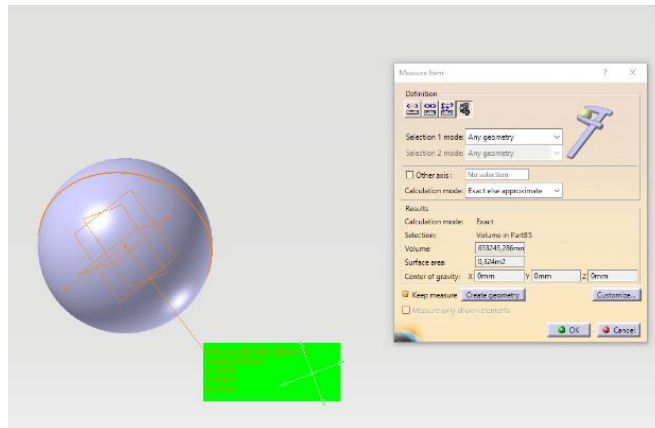 Measure Item ? ×
Definition
Selection 1 mode: Any geometry
Selection 2 mode: Any geometry
Other axis : No selection
Calculation mode: Exact else approximate
Results
Calculation mode: Exact
Selection: Volume in Part85
Volume:
Surface area: 0,324m2
Center of gravity: X 0mm Y 0mm Z 0mm
Keep measure Create geometry Customize...
Measure only shown elements
OK Cancel